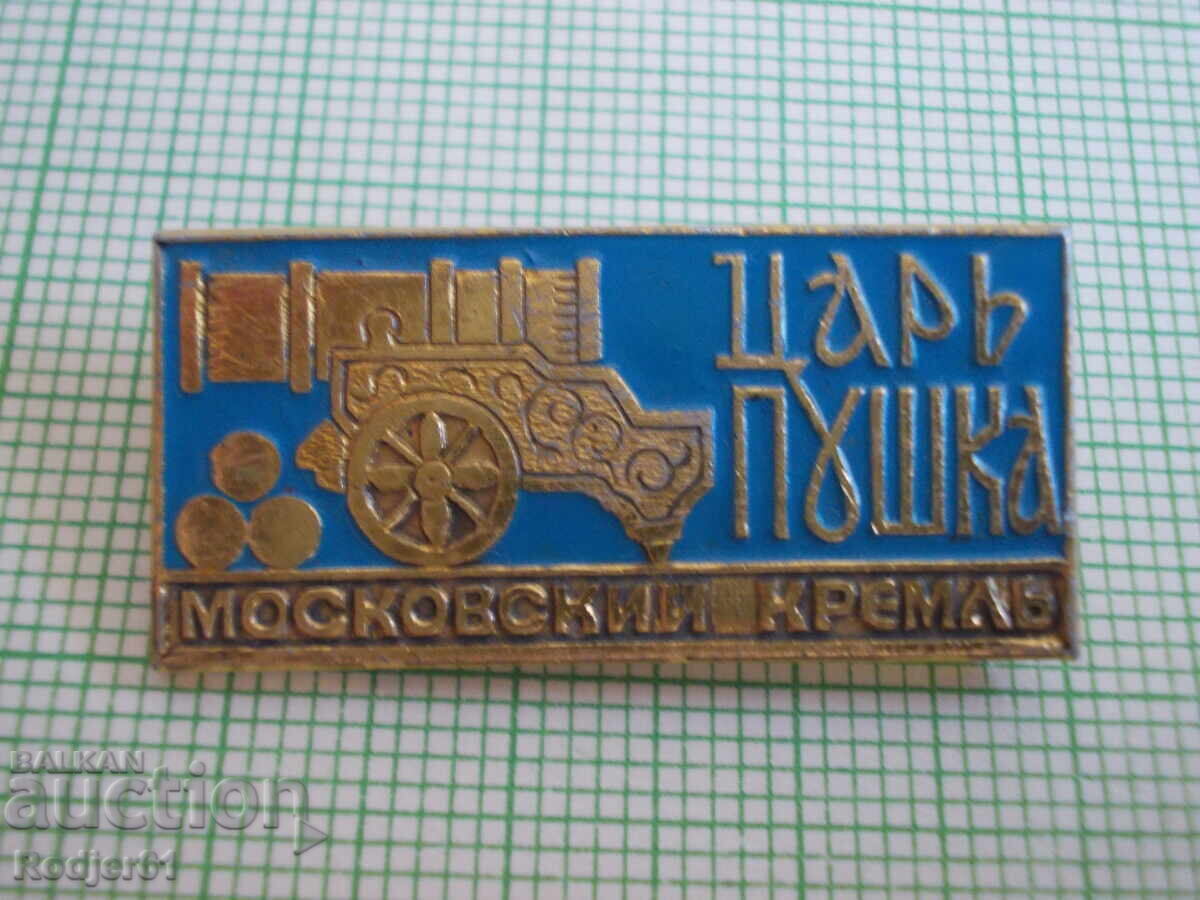 ЦАРЬ
ПУШКА
МОСКОВСКИЙ КРЕМЛЬ
BALKAN
auction
Rodjer61